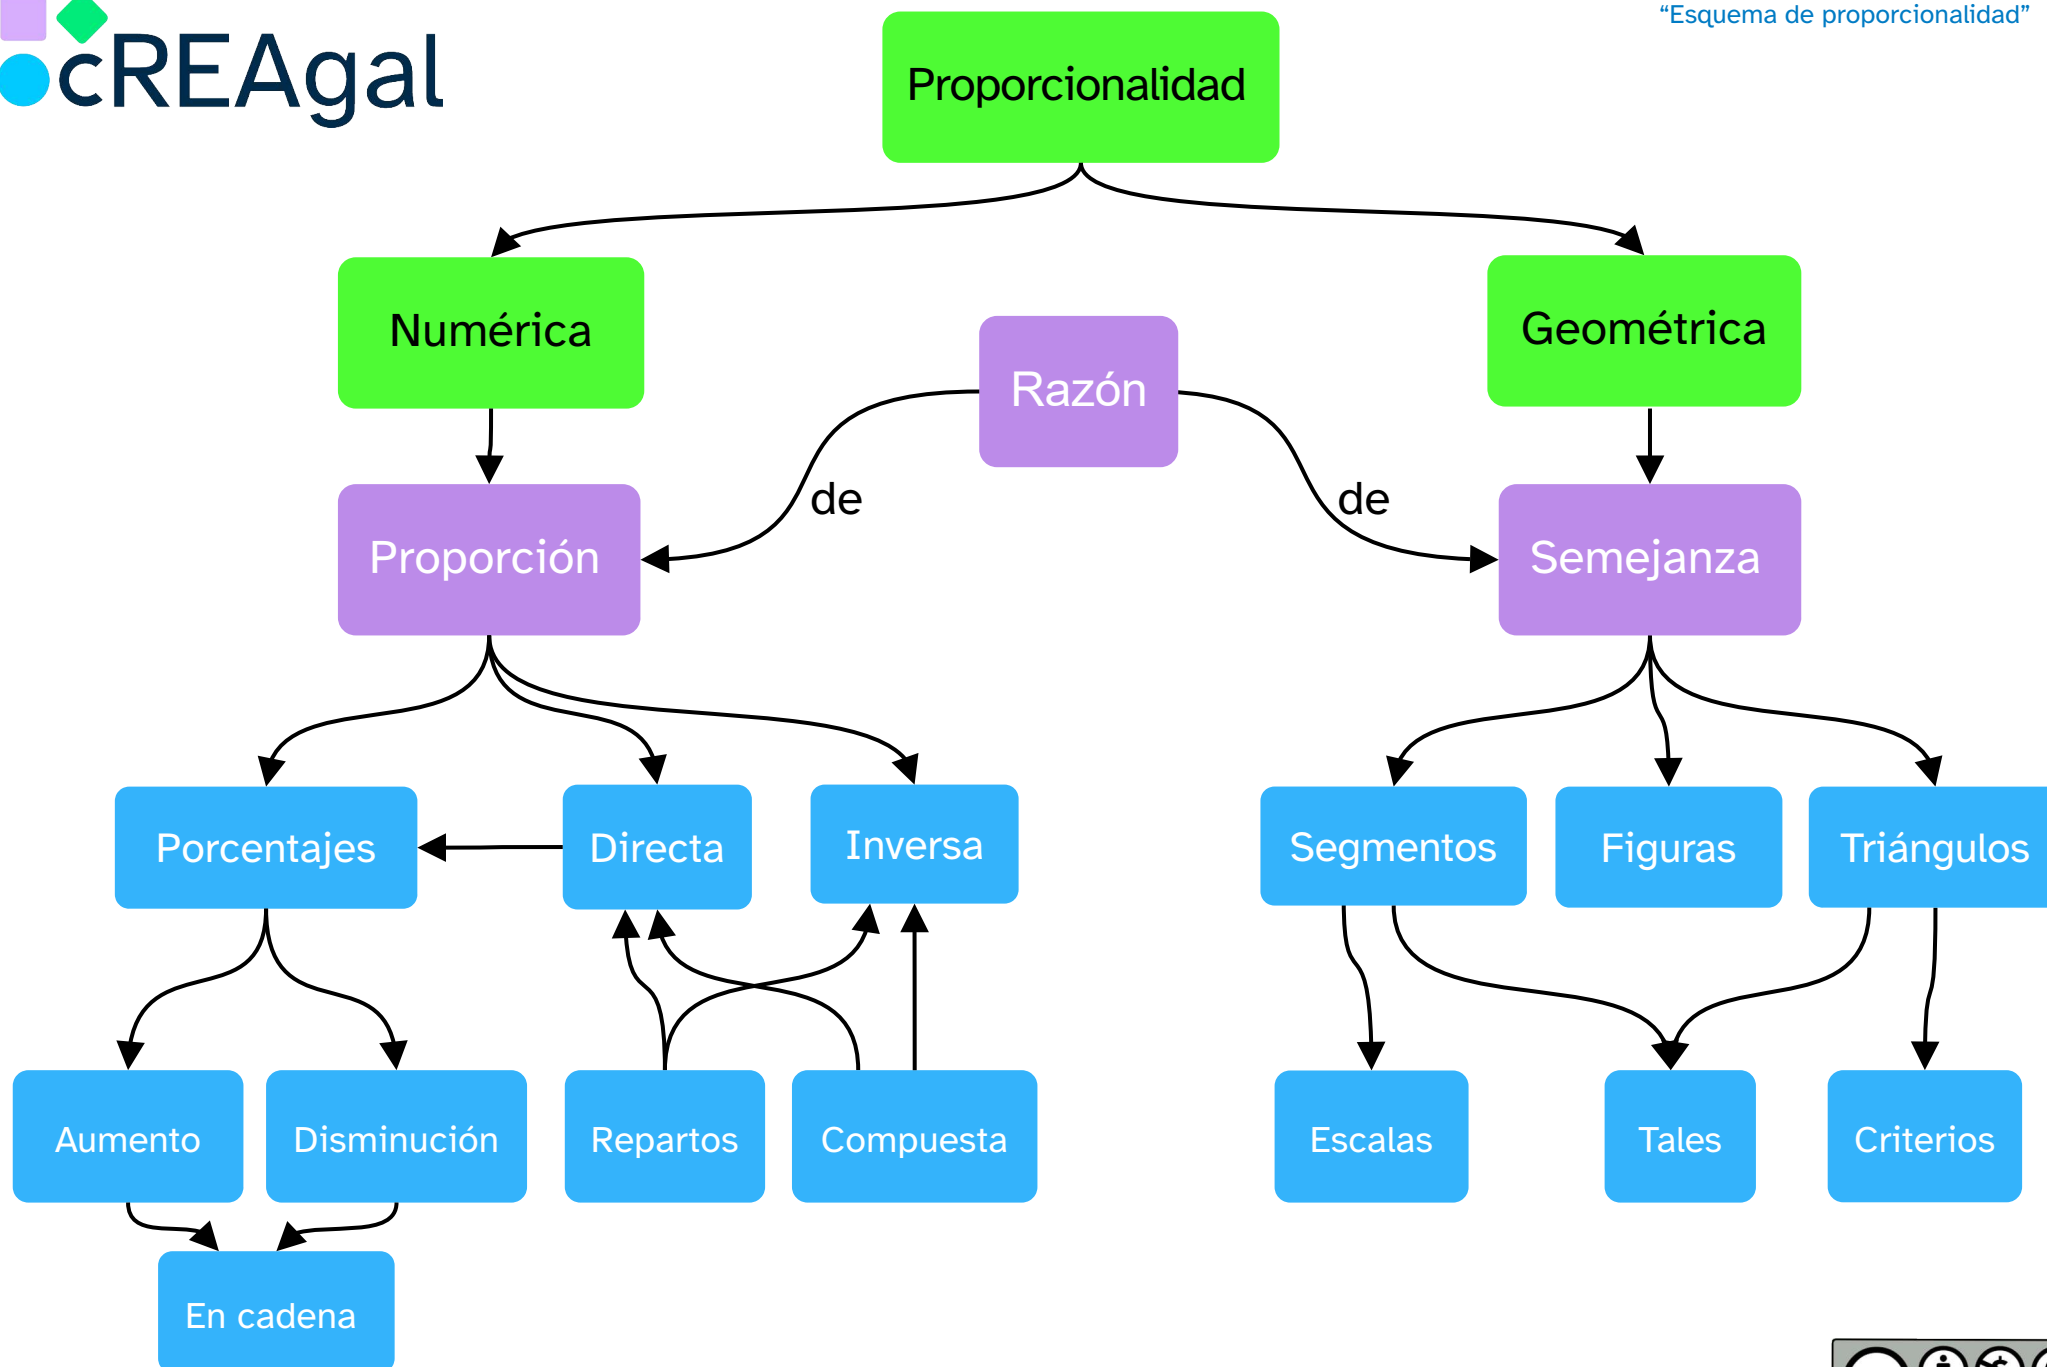 cREAgal
“Esquema de proporcionalidad”
Proporcionalidad
Numérica
Razón
Geométrica
de
de
Proporción
Semejanza
Porcentajes
Directa
Inversa
Segmentos
Figuras
Triángulos
Aumento
Disminución
Repartos
Compuesta
Escalas
Tales
Criterios
En cadena